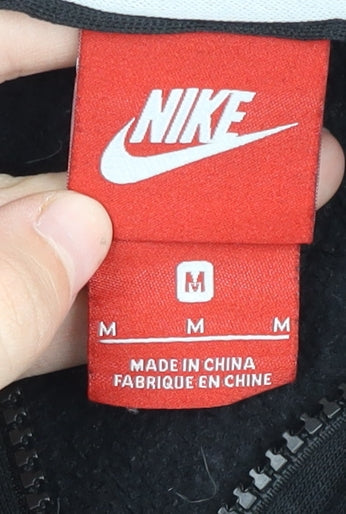 NIKE
M
M M M
MADE IN CHINA
FABRIQUE EN CHINE